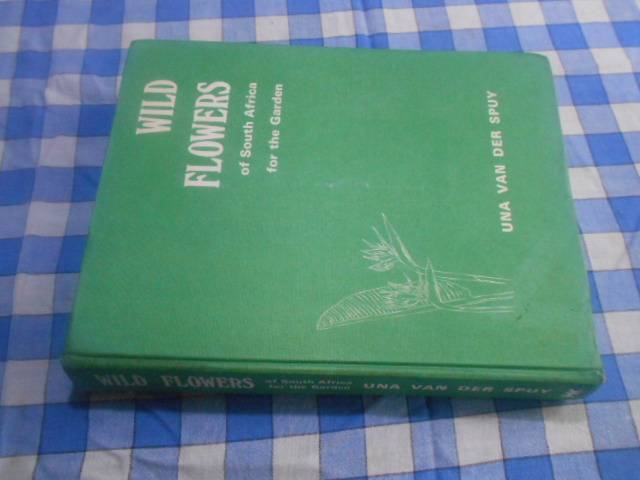 WILD
FLOWERS
of South Africa
for the Garden
UNA VAN DER SPUY
WILD FLOWERS
of South Africa
for the Garden
UNA VAN DER SPUY